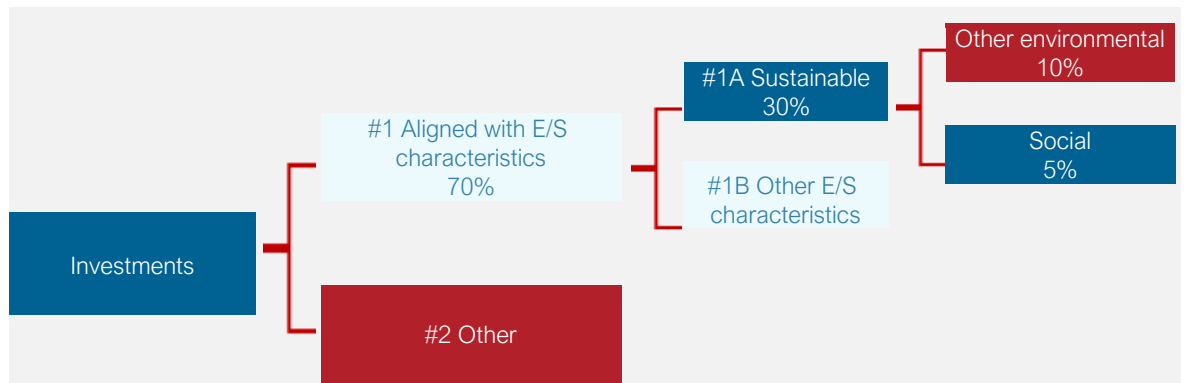 Investments
#1 Aligned with E/S
characteristics
70%
#2 Other
#1A Sustainable
30%
#1B Other E/S
characteristics
Other environmental
10%
Social
5%